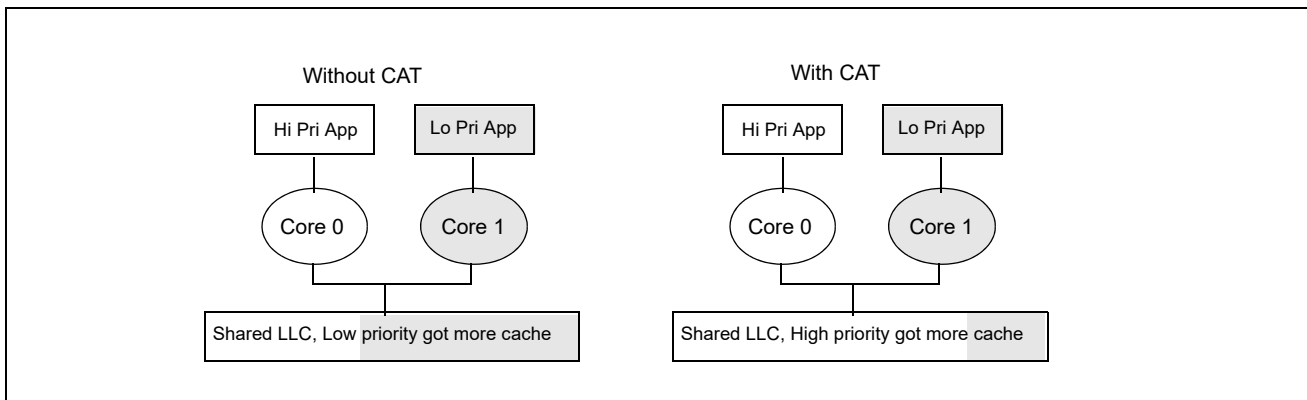 Without CAT
Hi Pri App
Lo Pri App
Core 0
Core 1
Shared LLC, Low priority got more cache
With CAT
Hi Pri App
Lo Pri App
Core 0
Core 1
Shared LLC, High priority got more cache